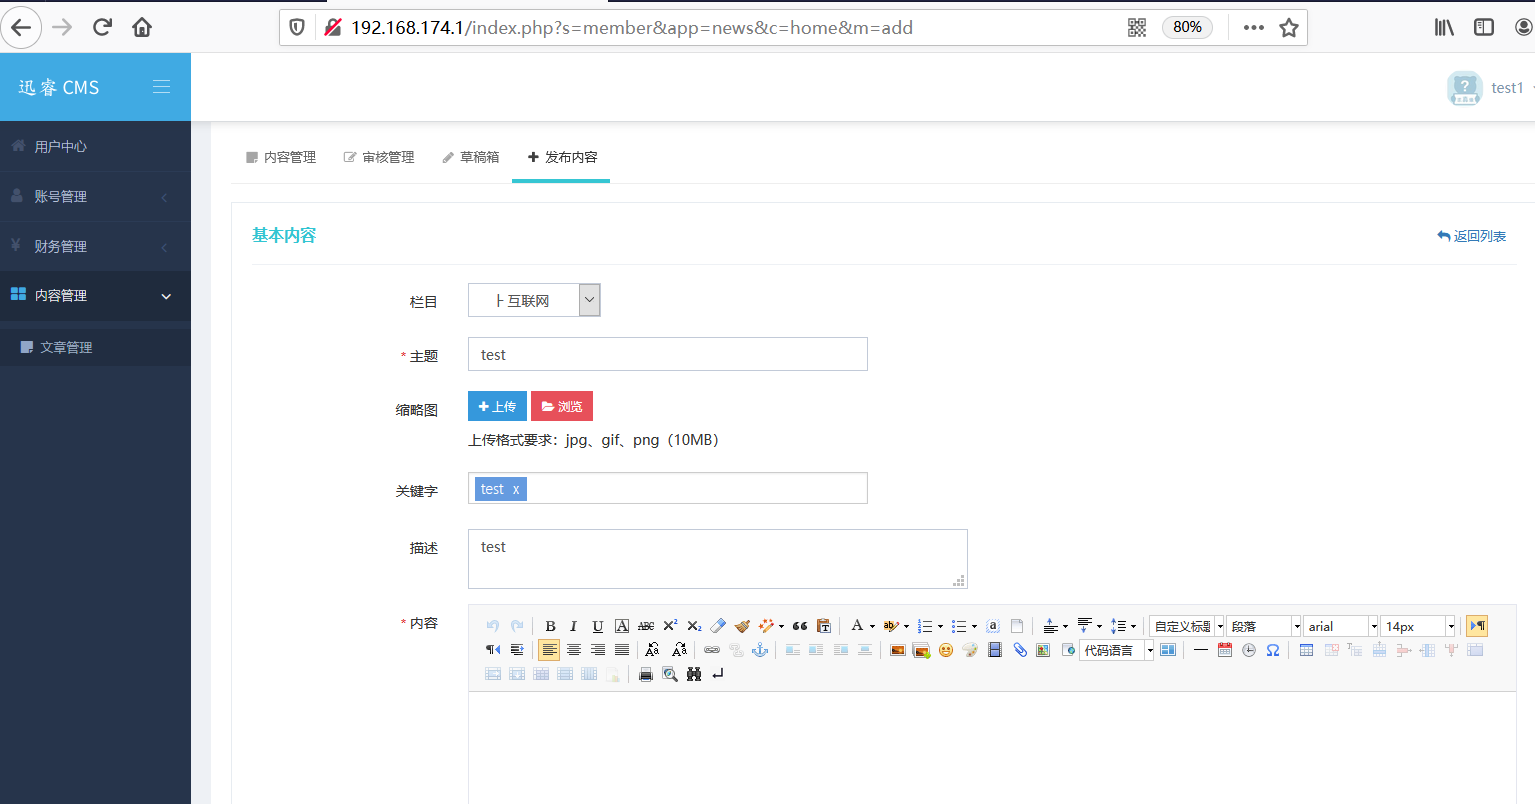 192.168.174.1/index.php?s=member&app=news&c=home&m=add
80%
迅睿 CMS
test1
用户中心
账号管理
财务管理
内容管理
文章管理
内容管理 审核管理 草稿箱 发布内容
基本内容
返回列表
栏目
├ 互联网
* 主题
test
缩略图
上传 浏览
上传格式要求：jpg、gif、png（10MB）
关键字
test x
描述
test
* 内容
自定义标题 段落 arial 14px
代码语言